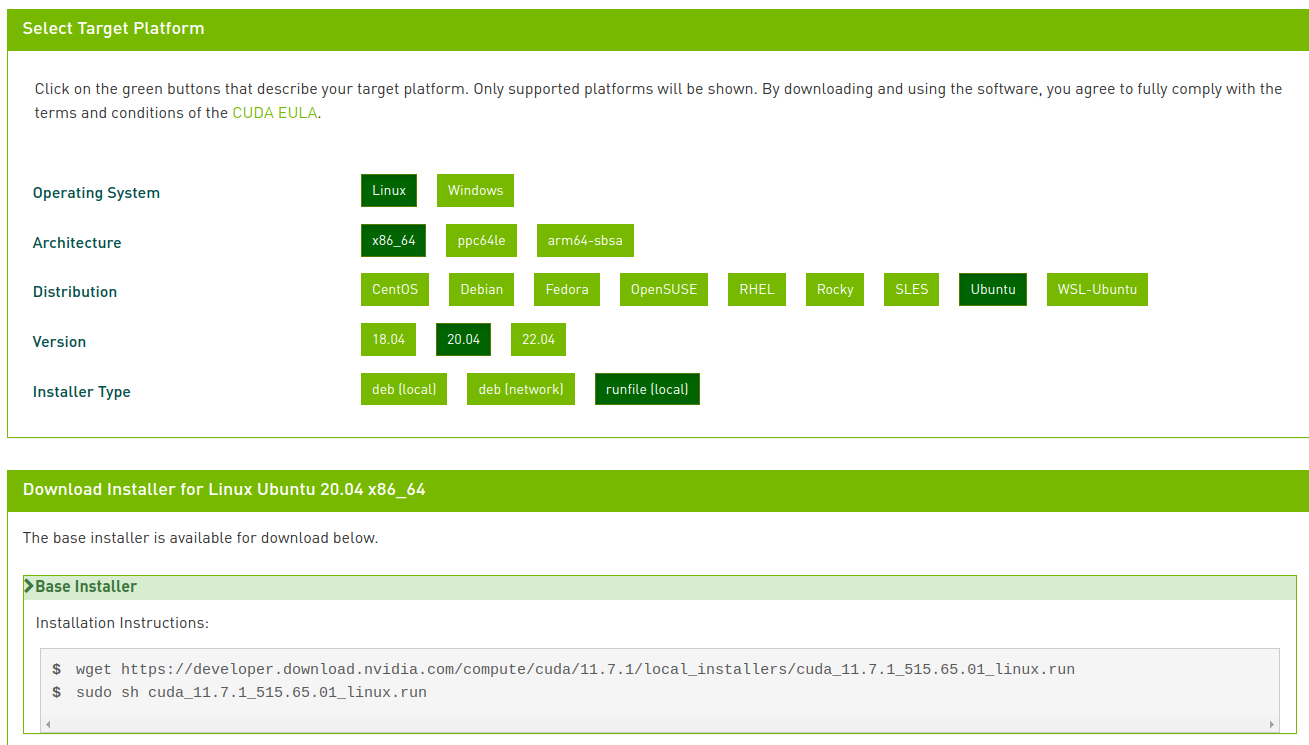 Select Target Platform
Click on the green buttons that describe your target platform. Only supported platforms will be shown. By downloading and using the software, you agree to fully comply with the
terms and conditions of the CUDA EULA.
Operating System Linux Windows
Architecture x86_64 ppc64le arm64-sbsa
Distribution CentOS Debian Fedora OpenSUSE RHEL Rocky SLES Ubuntu WSL-Ubuntu
Version 18.04 20.04 22.04
Installer Type deb (local) deb (network) runfile (local)
Download Installer for Linux Ubuntu 20.04 x86_64
The base installer is available for download below.
Base Installer
Installation Instructions:
$ wget https://developer.download.nvidia.com/compute/cuda/11.7.1/local_installers/cuda_11.7.1_515.65.01_linux.run
$ sudo sh cuda_11.7.1_515.65.01_linux.run